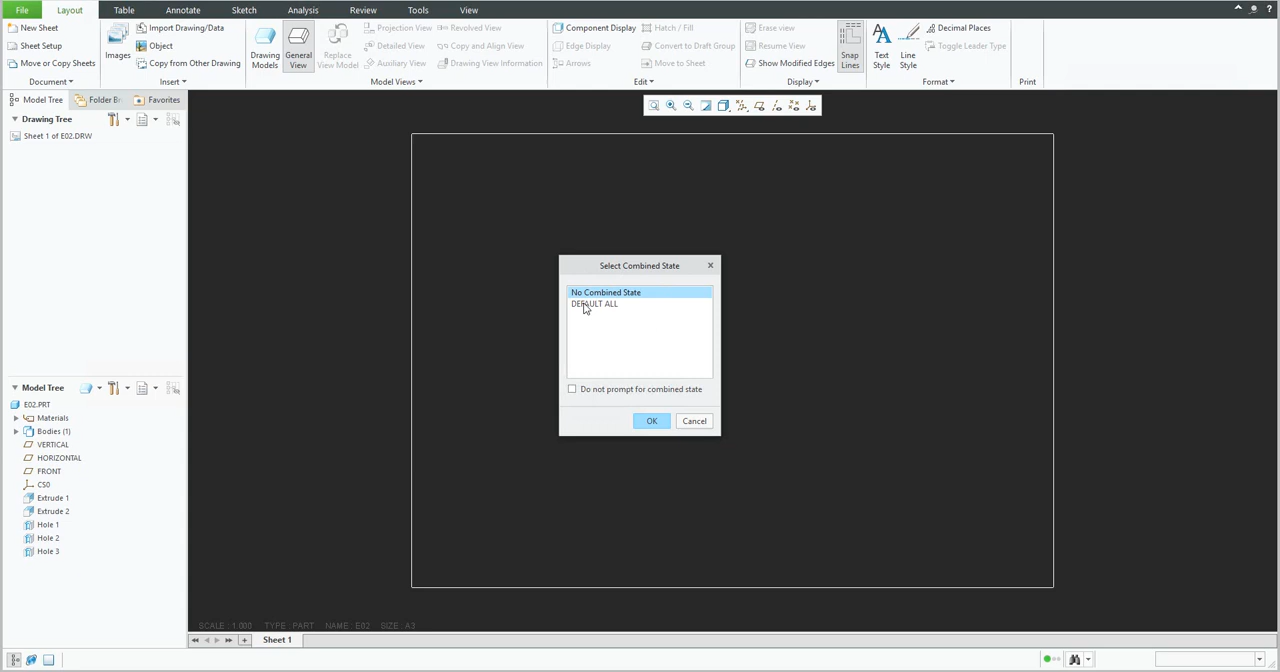 File Layout Table Annotate Sketch Analysis Review Tools View
New Sheet
Sheet Setup
Move or Copy Sheets
Document
Images
Import Drawing/Data
Object
Copy from Other Drawing
Insert
Drawing Models
General View
Replace View Model
Projection View
Detailed View
Auxiliary View
Revolved View
Copy and Align View
Drawing View Information
Model Views
Component Display
Edge Display
Arrows
Hatch / Fill
Convert to Draft Group
Move to Sheet
Edit
Erase view
Resume View
Show Modified Edges
Display
Snap Lines
Text Style
Line Style
Decimal Places
Toggle Leader Type
Format
Print
Model Tree Folder Br Favorites
Drawing Tree
Sheet 1 of E02.DRW
Select Combined State
No Combined State
DEFAULT ALL
Do not prompt for combined state
OK Cancel
Model Tree
E02.PRT
Materials
Bodies (1)
VERTICAL
HORIZONTAL
FRONT
CS0
Extrude 1
Extrude 2
Hole 1
Hole 2
Hole 3
SCALE : 1.000 TYPE : PART NAME : E02 SIZE : A3
Sheet 1